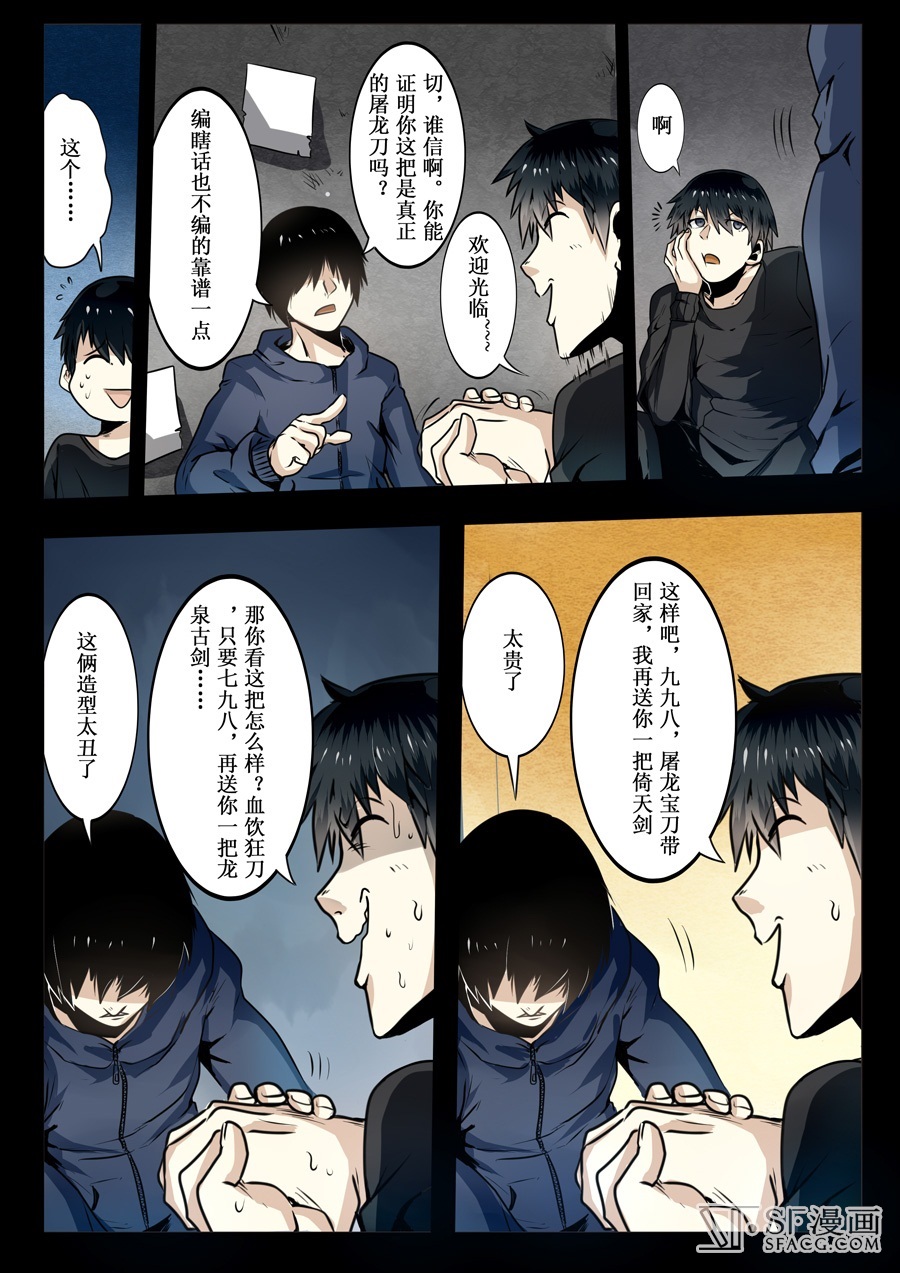 啊
欢迎光临~~
切，谁信啊。你能
证明你这把是真正
的屠龙刀吗？
编瞎话也不编的靠谱一点
这个……
这样吧，九九八，屠龙宝刀带
回家，我再送你一把倚天剑
太贵了
那你看这把怎么样？血饮狂刀
，只要七九八，再送你一把龙
泉古剑……
这俩造型太丑了
SF漫画
SFACG.COM